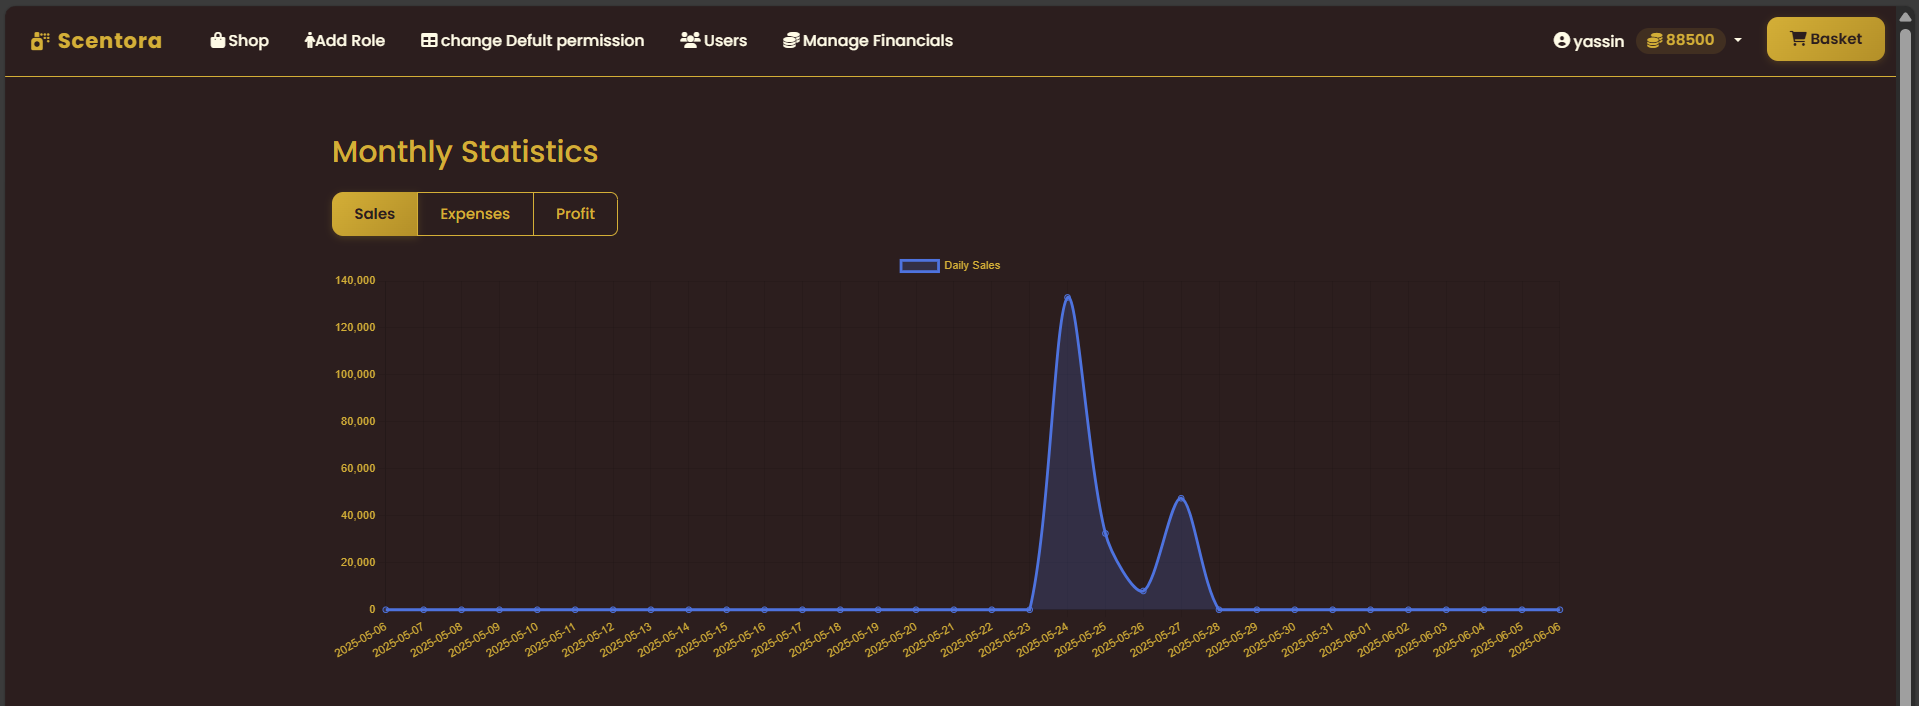 Scentora Shop Add Role change Defult permission Users Manage Financials yassin 88500 Basket
Monthly Statistics
Sales Expenses Profit
Daily Sales
140,000
120,000
100,000
80,000
60,000
40,000
20,000
0
2025-05-06 2025-05-07 2025-05-08 2025-05-09 2025-05-10 2025-05-11 2025-05-12 2025-05-13 2025-05-14 2025-05-15 2025-05-16 2025-05-17 2025-05-18 2025-05-19 2025-05-20 2025-05-21 2025-05-22 2025-05-23 2025-05-24 2025-05-25 2025-05-26 2025-05-27 2025-05-28 2025-05-29 2025-05-30 2025-05-31 2025-06-01 2025-06-02 2025-06-03 2025-06-04 2025-06-05 2025-06-06